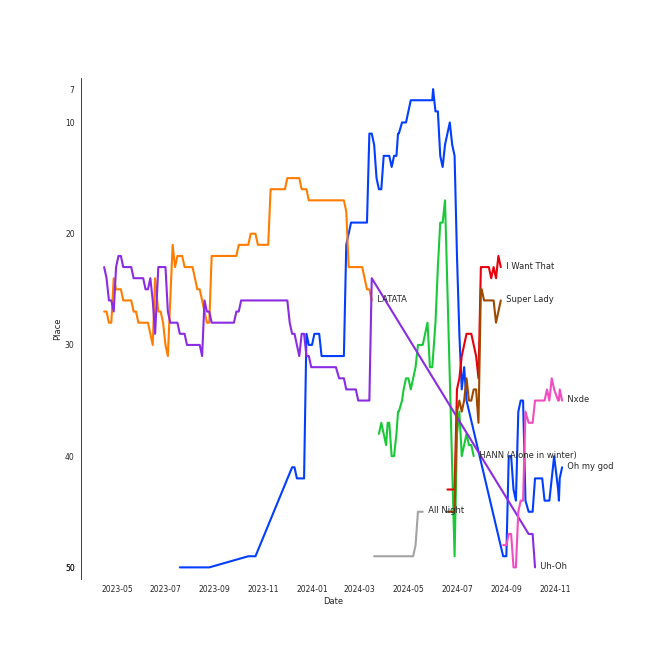 7
10
20
30
40
50
Place
I Want That
LATATA
Super Lady
Nxde
HANN (Alone in winter)
Oh my god
All Night
Uh-Oh
2023-05
2023-07
2023-09
2023-11
2024-01
2024-03
2024-05
2024-07
2024-09
2024-11
Date